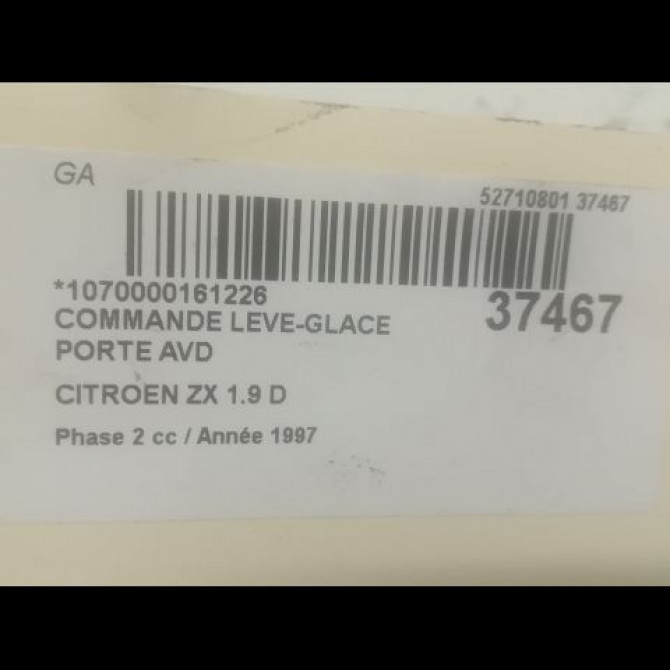 GA
52710801 37467
*1070000161226
37467
COMMANDE LEVE-GLACE
PORTE AVD
CITROEN ZX 1.9 D
Phase 2 cc / Année 1997